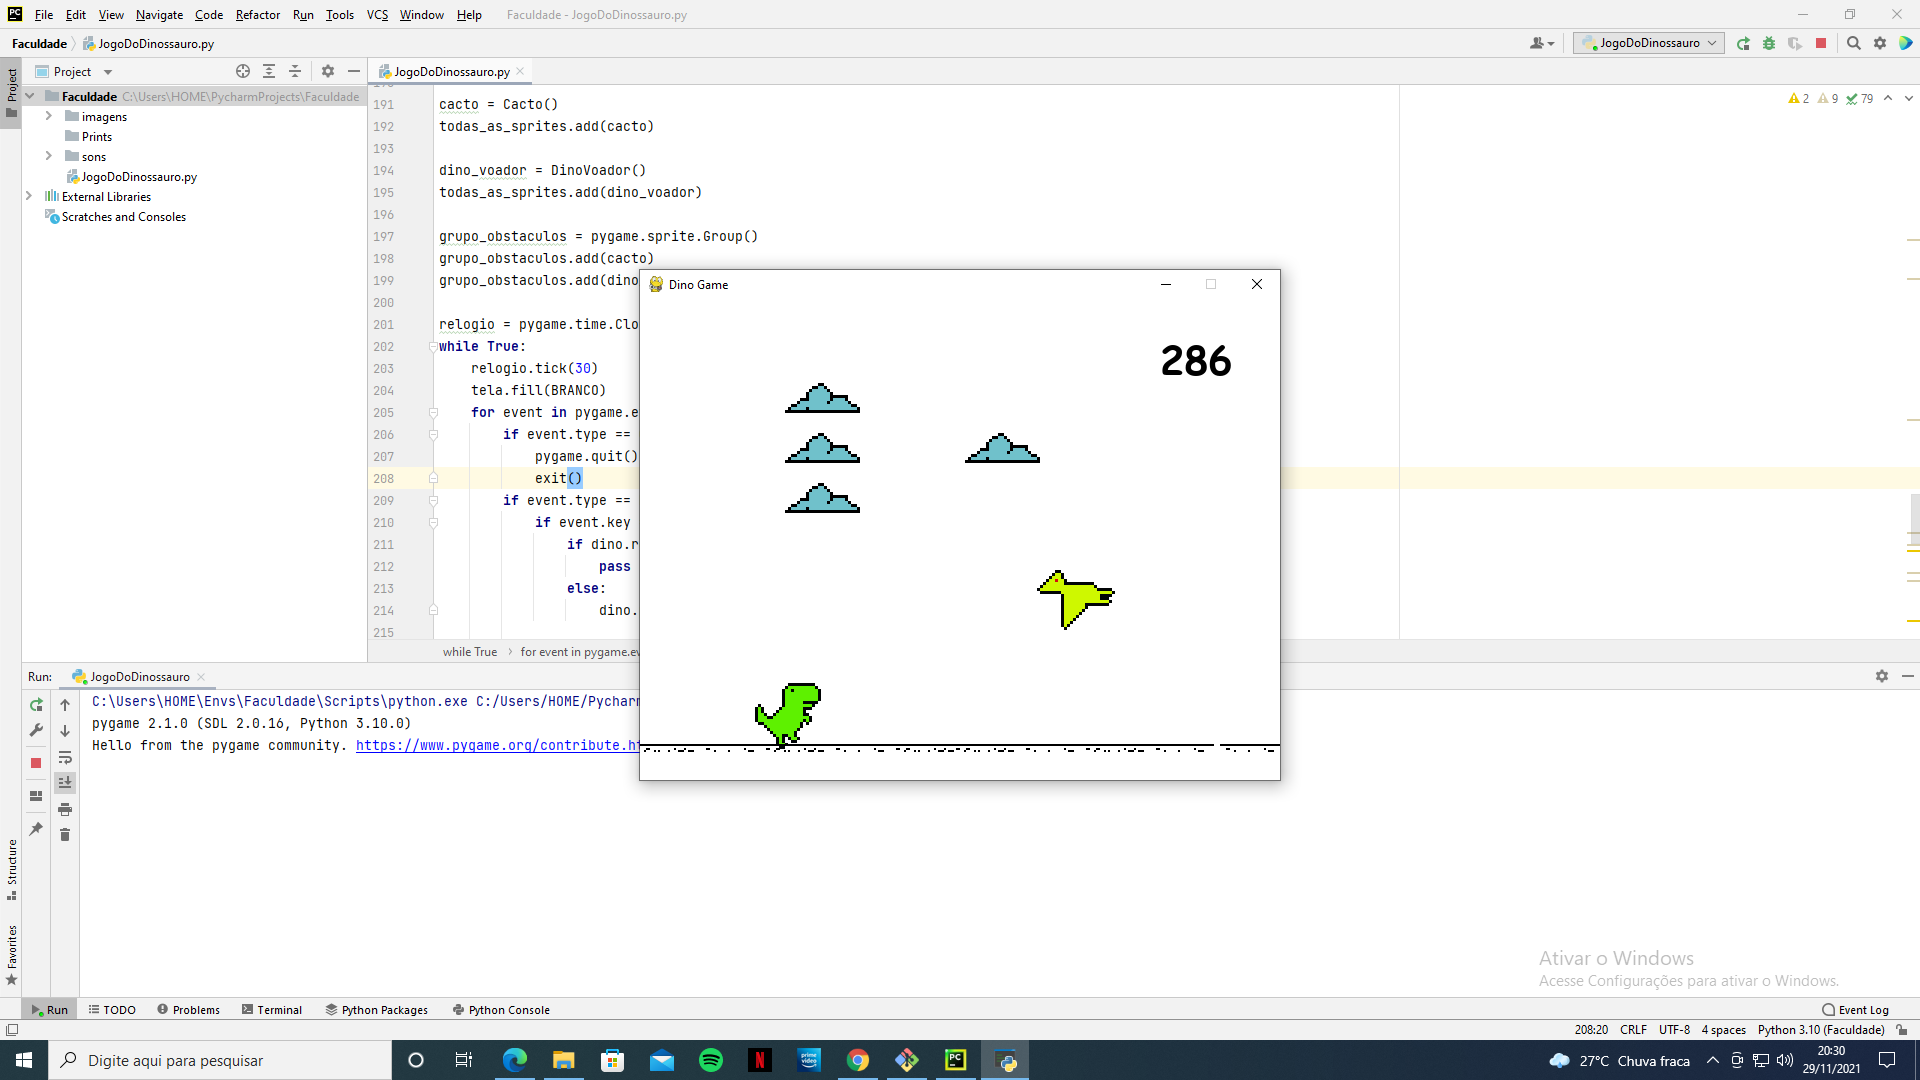 PC File Edit View Navigate Code Refactor Run Tools VCS Window Help Faculdade - JogoDoDinossauro.py
Faculdade JogoDoDinossauro.py JogoDoDinossauro
Project
Project
JogoDoDinossauro.py
Faculdade C:\Users\HOME\PycharmProjects\Faculdade
imagens
Prints
sons
JogoDoDinossauro.py
External Libraries
Scratches and Consoles
2 9 79
191 cacto = Cacto()
192 todas_as_sprites.add(cacto)
193
194 dino_voador = DinoVoador()
195 todas_as_sprites.add(dino_voador)
196
197 grupo_obstaculos = pygame.sprite.Group()
198 grupo_obstaculos.add(cacto)
199 grupo_obstaculos.add(dino
200
201 relogio = pygame.time.Clo
202 while True:
203 relogio.tick(30)
204 tela.fill(BRANCO)
205 for event in pygame.e
206 if event.type ==
207 pygame.quit()
208 exit()
209 if event.type ==
210 if event.key
211 if dino.r
212 pass
213 else:
214 dino.
215
while True for event in pygame.ev
Dino Game
286
Run: JogoDoDinossauro
C:\Users\HOME\Envs\Faculdade\Scripts\python.exe C:/Users/HOME/Pycharm
pygame 2.1.0 (SDL 2.0.16, Python 3.10.0)
Hello from the pygame community. https://www.pygame.org/contribute.ht
Structure
Favorites
Ativar o Windows
Acesse Configurações para ativar o Windows.
Run TODO Problems Terminal Python Packages Python Console Event Log
208:20 CRLF UTF-8 4 spaces Python 3.10 (Faculdade)
Digite aqui para pesquisar
N
prime video
PC
27°C Chuva fraca
20:30
29/11/2021